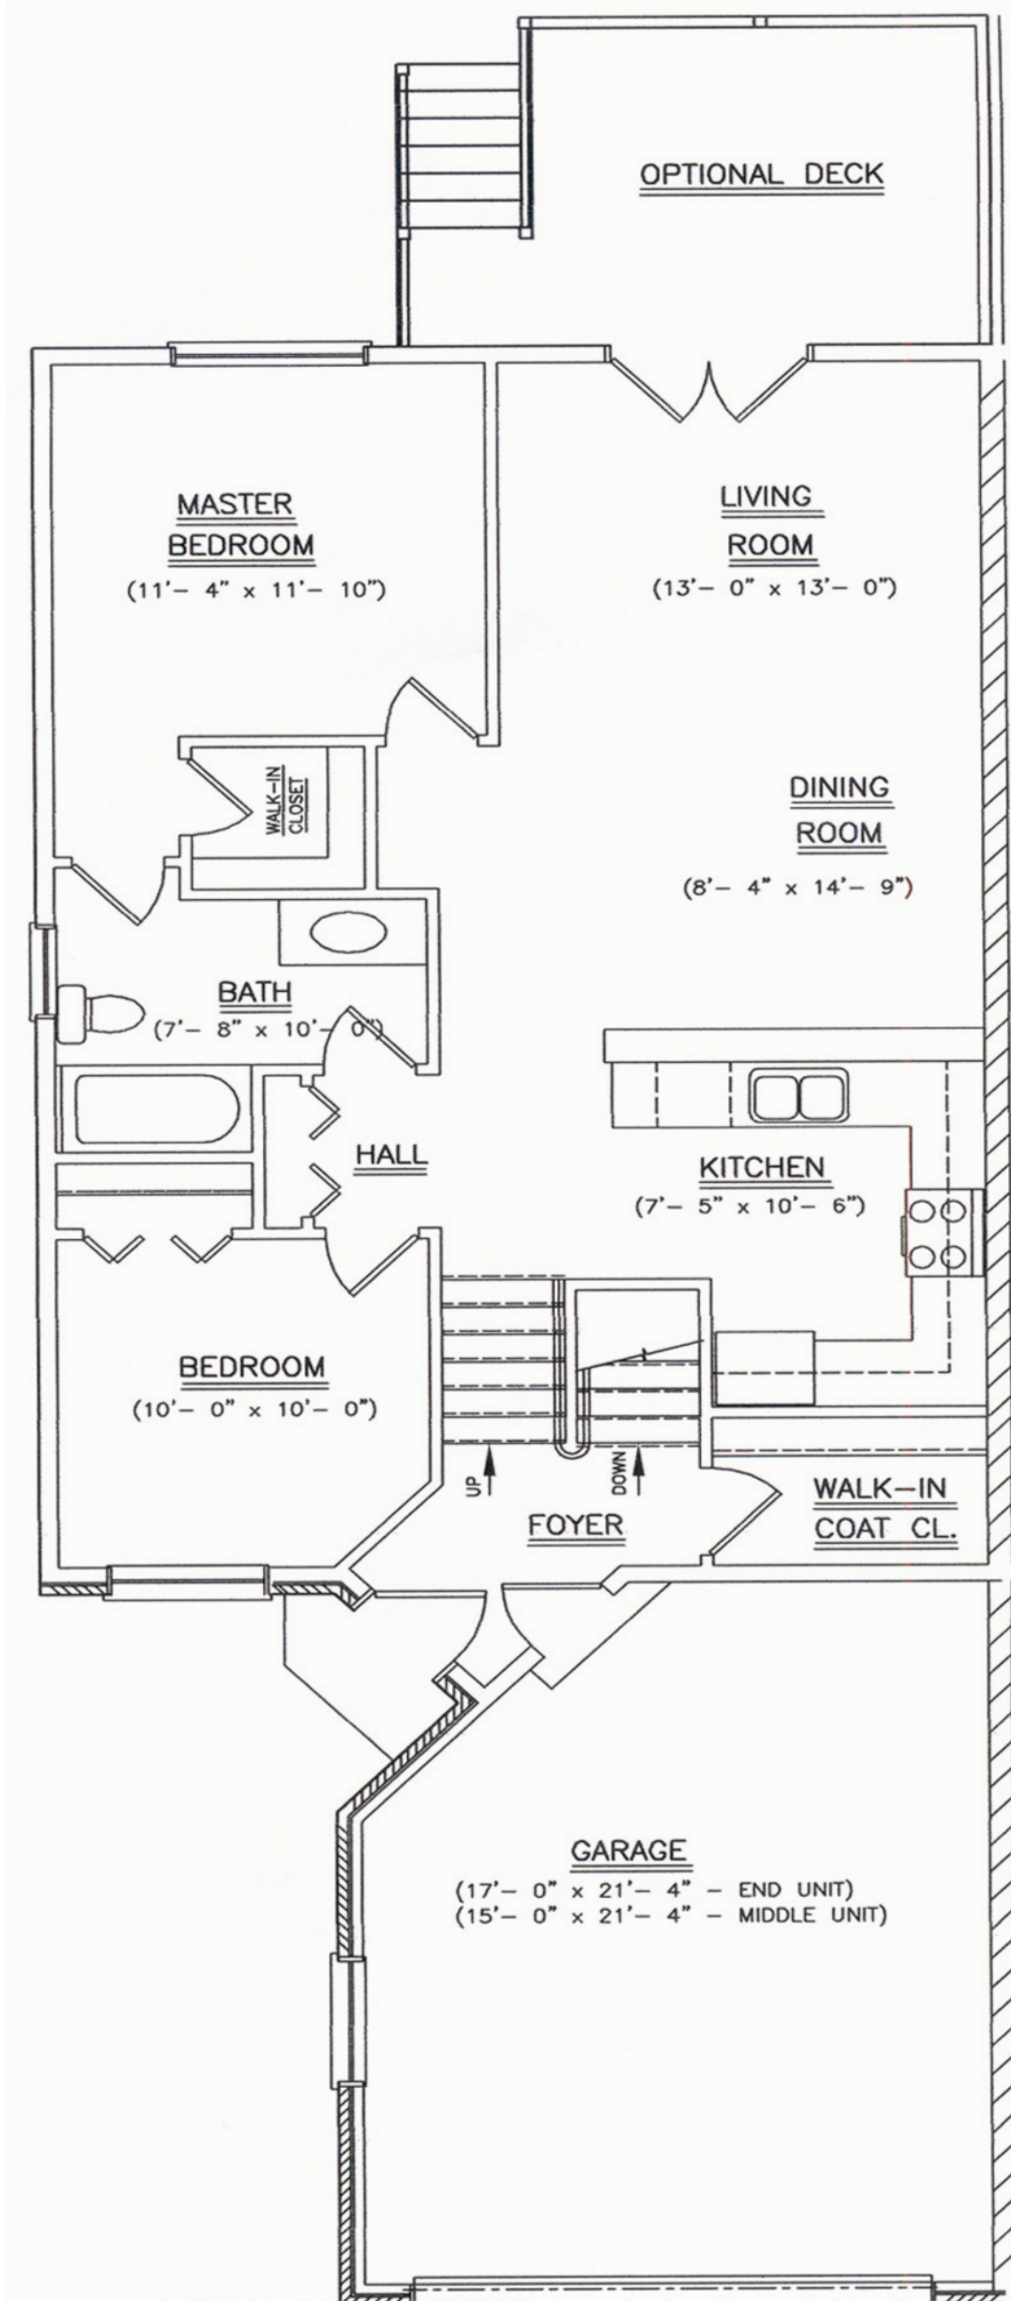 OPTIONAL DECK
MASTER
BEDROOM
(11'- 4" x 11'- 10")
LIVING
ROOM
(13'- 0" x 13'- 0")
WALK-IN
CLOSET
DINING
ROOM
(8'- 4" x 14'- 9")
BATH
(7'- 8" x 10'- 0")
HALL
KITCHEN
(7'- 5" x 10'- 6")
BEDROOM
(10'- 0" x 10'- 0")
UP
DOWN
FOYER
WALK-IN
COAT CL.
GARAGE
(17'- 0" x 21'- 4" - END UNIT)
(15'- 0" x 21'- 4" - MIDDLE UNIT)